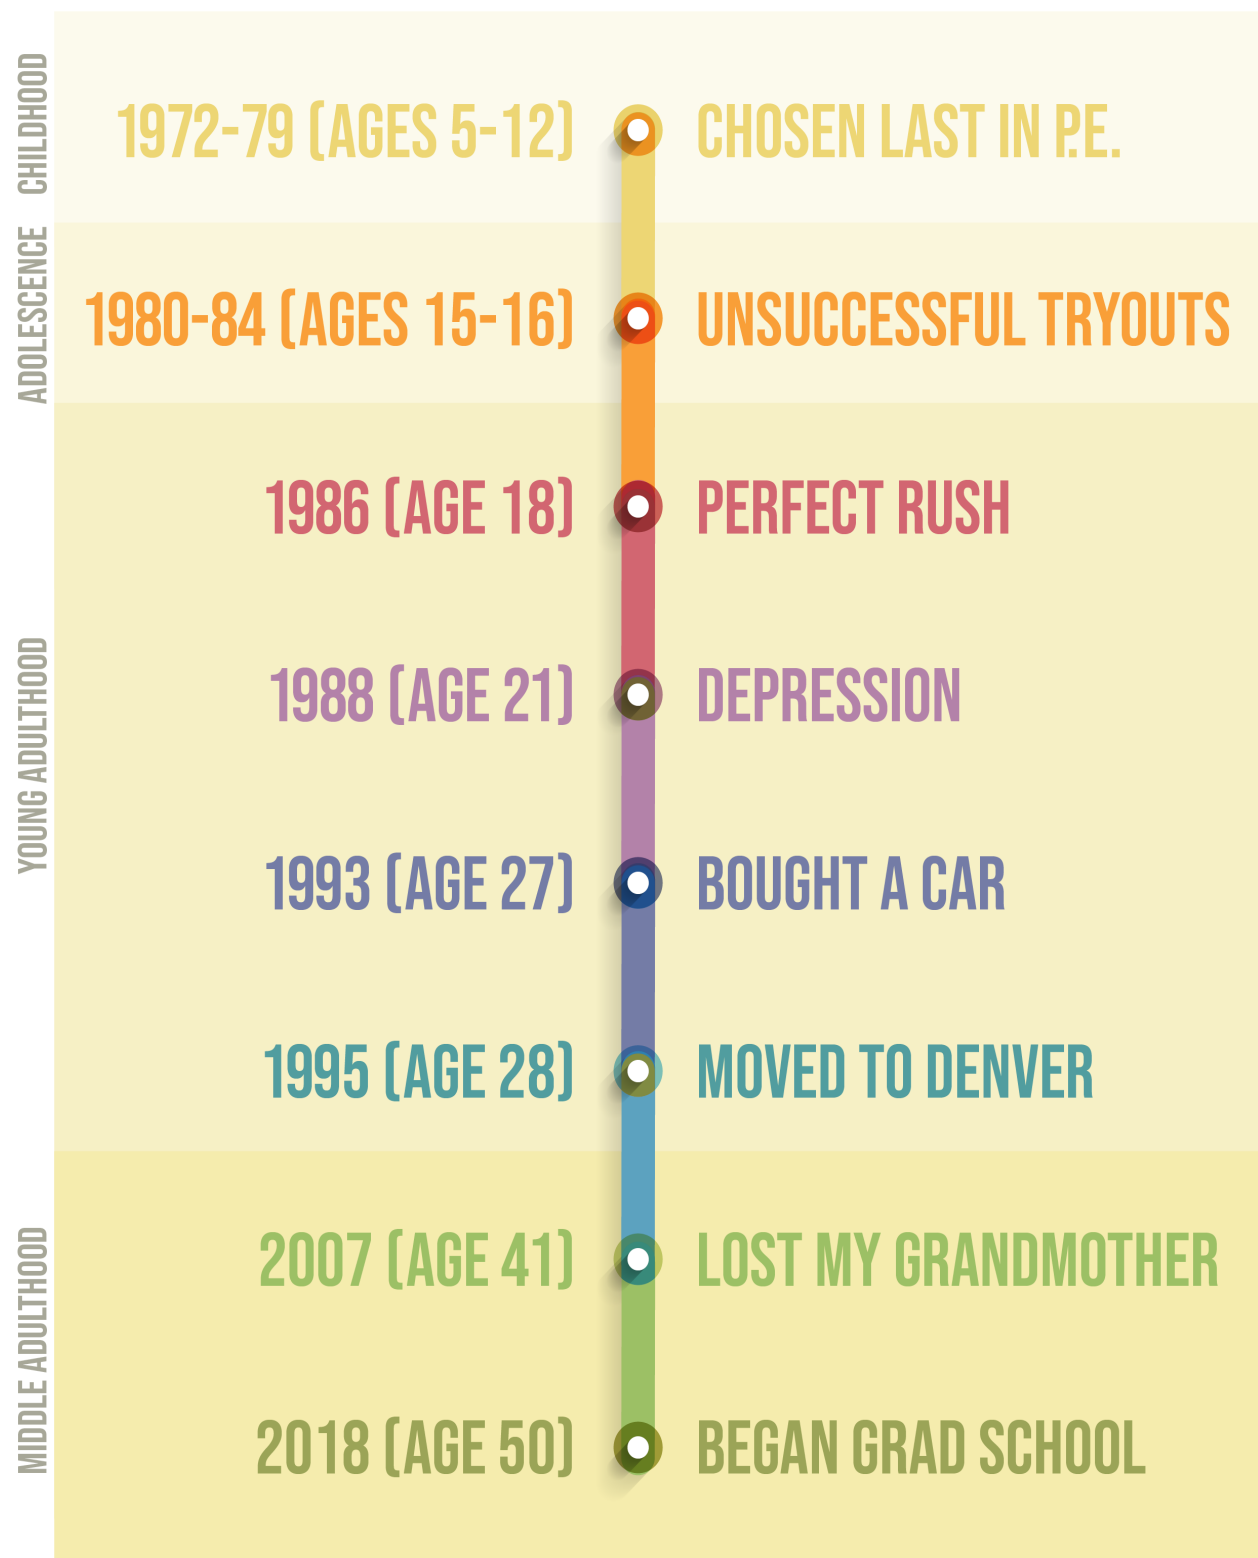 CHILDHOOD
1972-79 (AGES 5-12) CHOSEN LAST IN P.E.
ADOLESCENCE
1980-84 (AGES 15-16) UNSUCCESSFUL TRYOUTS
YOUNG ADULTHOOD
1986 (AGE 18) PERFECT RUSH
1988 (AGE 21) DEPRESSION
1993 (AGE 27) BOUGHT A CAR
1995 (AGE 28) MOVED TO DENVER
MIDDLE ADULTHOOD
2007 (AGE 41) LOST MY GRANDMOTHER
2018 (AGE 50) BEGAN GRAD SCHOOL